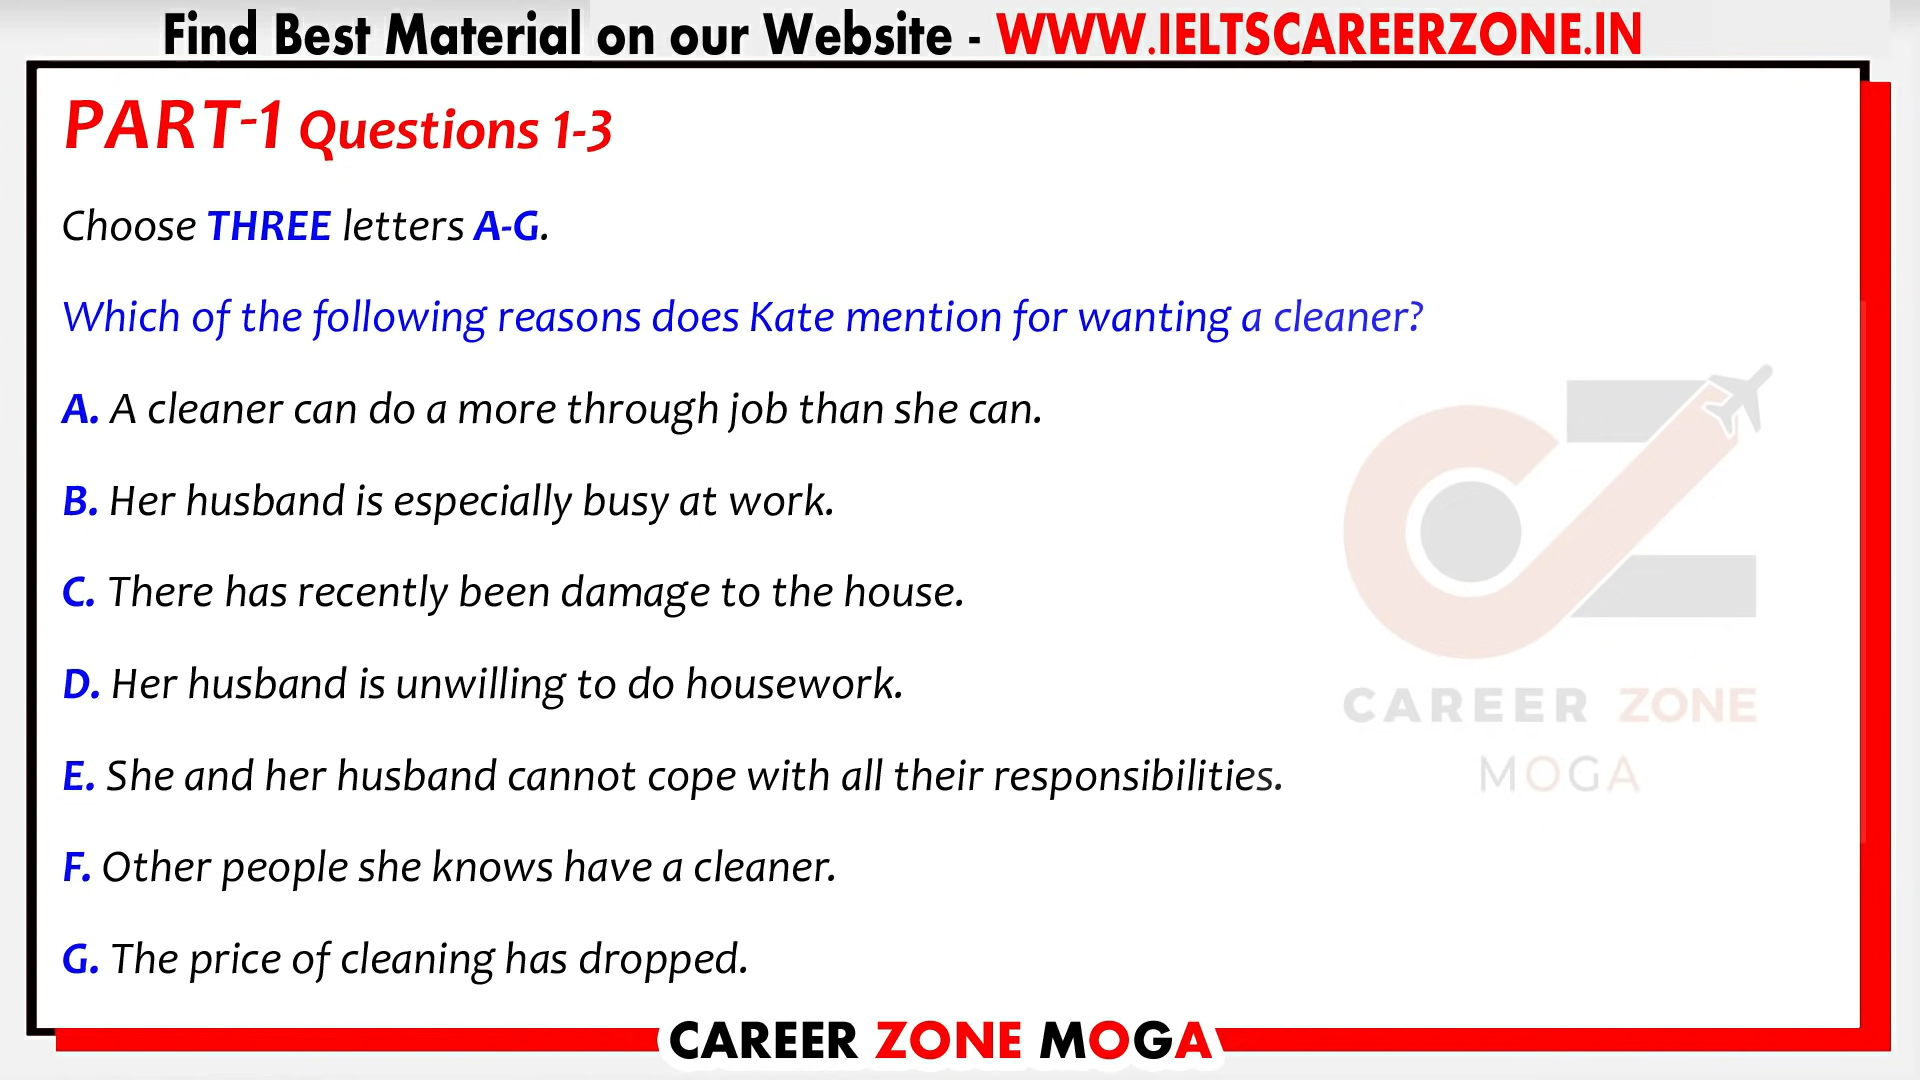 Find Best Material on our Website - WWW.IELTSCAREERZONE.IN
PART-1 Questions 1-3
Choose THREE letters A-G.
Which of the following reasons does Kate mention for wanting a cleaner?
A. A cleaner can do a more through job than she can.
B. Her husband is especially busy at work.
C. There has recently been damage to the house.
D. Her husband is unwilling to do housework.
E. She and her husband cannot cope with all their responsibilities.
F. Other people she knows have a cleaner.
G. The price of cleaning has dropped.
CZ
CAREER ZONE
MOGA
CAREER ZONE MOGA